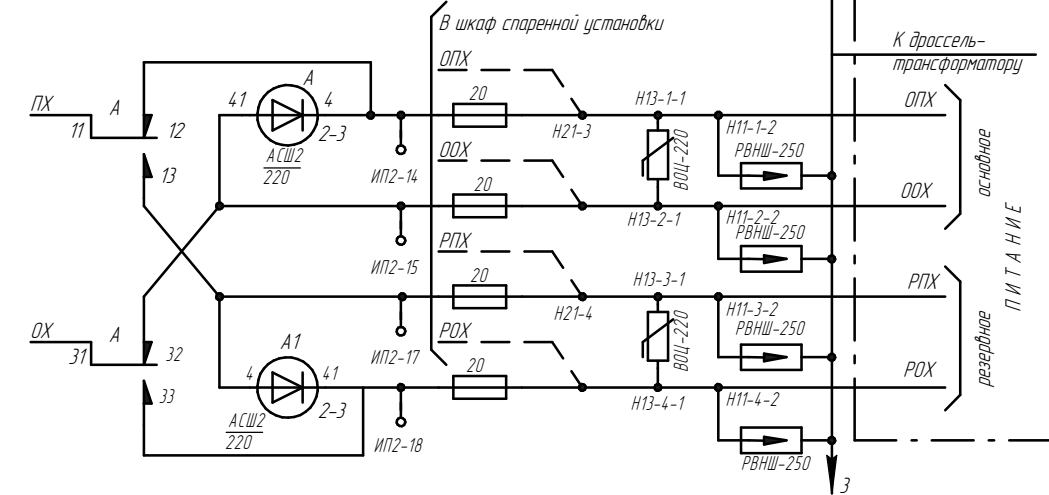 В шкаф спаренной установки
К дроссель-
трансформатору
ОПХ
20
Н13-1-1
ОПХ
ПХ
А
11
12
13
41
А
4
2-3
АСШ2
220
ИП2-14
Н21-3
ВОЦ-220
Н11-1-2
РВНШ-250
ООХ
20
ООХ
основное
Н13-2-1
Н11-2-2
РВНШ-250
ИП2-15
РПХ
20
Н13-3-1
РПХ
ПИТАНИЕ
ИП2-17
Н21-4
ВОЦ-220
Н11-3-2
РВНШ-250
ОХ
А
31
32
33
А1
4
41
2-3
АСШ2
220
РОХ
20
РОХ
резервное
Н13-4-1
Н11-4-2
ИП2-18
РВНШ-250
З